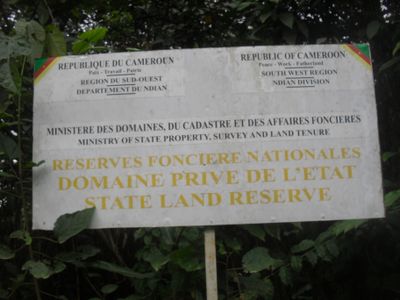 REPUBLIQUE DU CAMEROUN
Paix - Travail - Patrie
REGION DU SUD-OUEST
DEPARTEMENT DU NDIAN
REPUBLIC OF CAMEROON
Peace - Work - Fatherland
SOUTH WEST REGION
NDIAN DIVISION
MINISTERE DES DOMAINES, DU CADASTRE ET DES AFFAIRES FONCIERES
MINISTRY OF STATE PROPERTY, SURVEY AND LAND TENURE
RESERVES FONCIERE NATIONALES
DOMAINE PRIVE DE L'ETAT
STATE LAND RESERVE